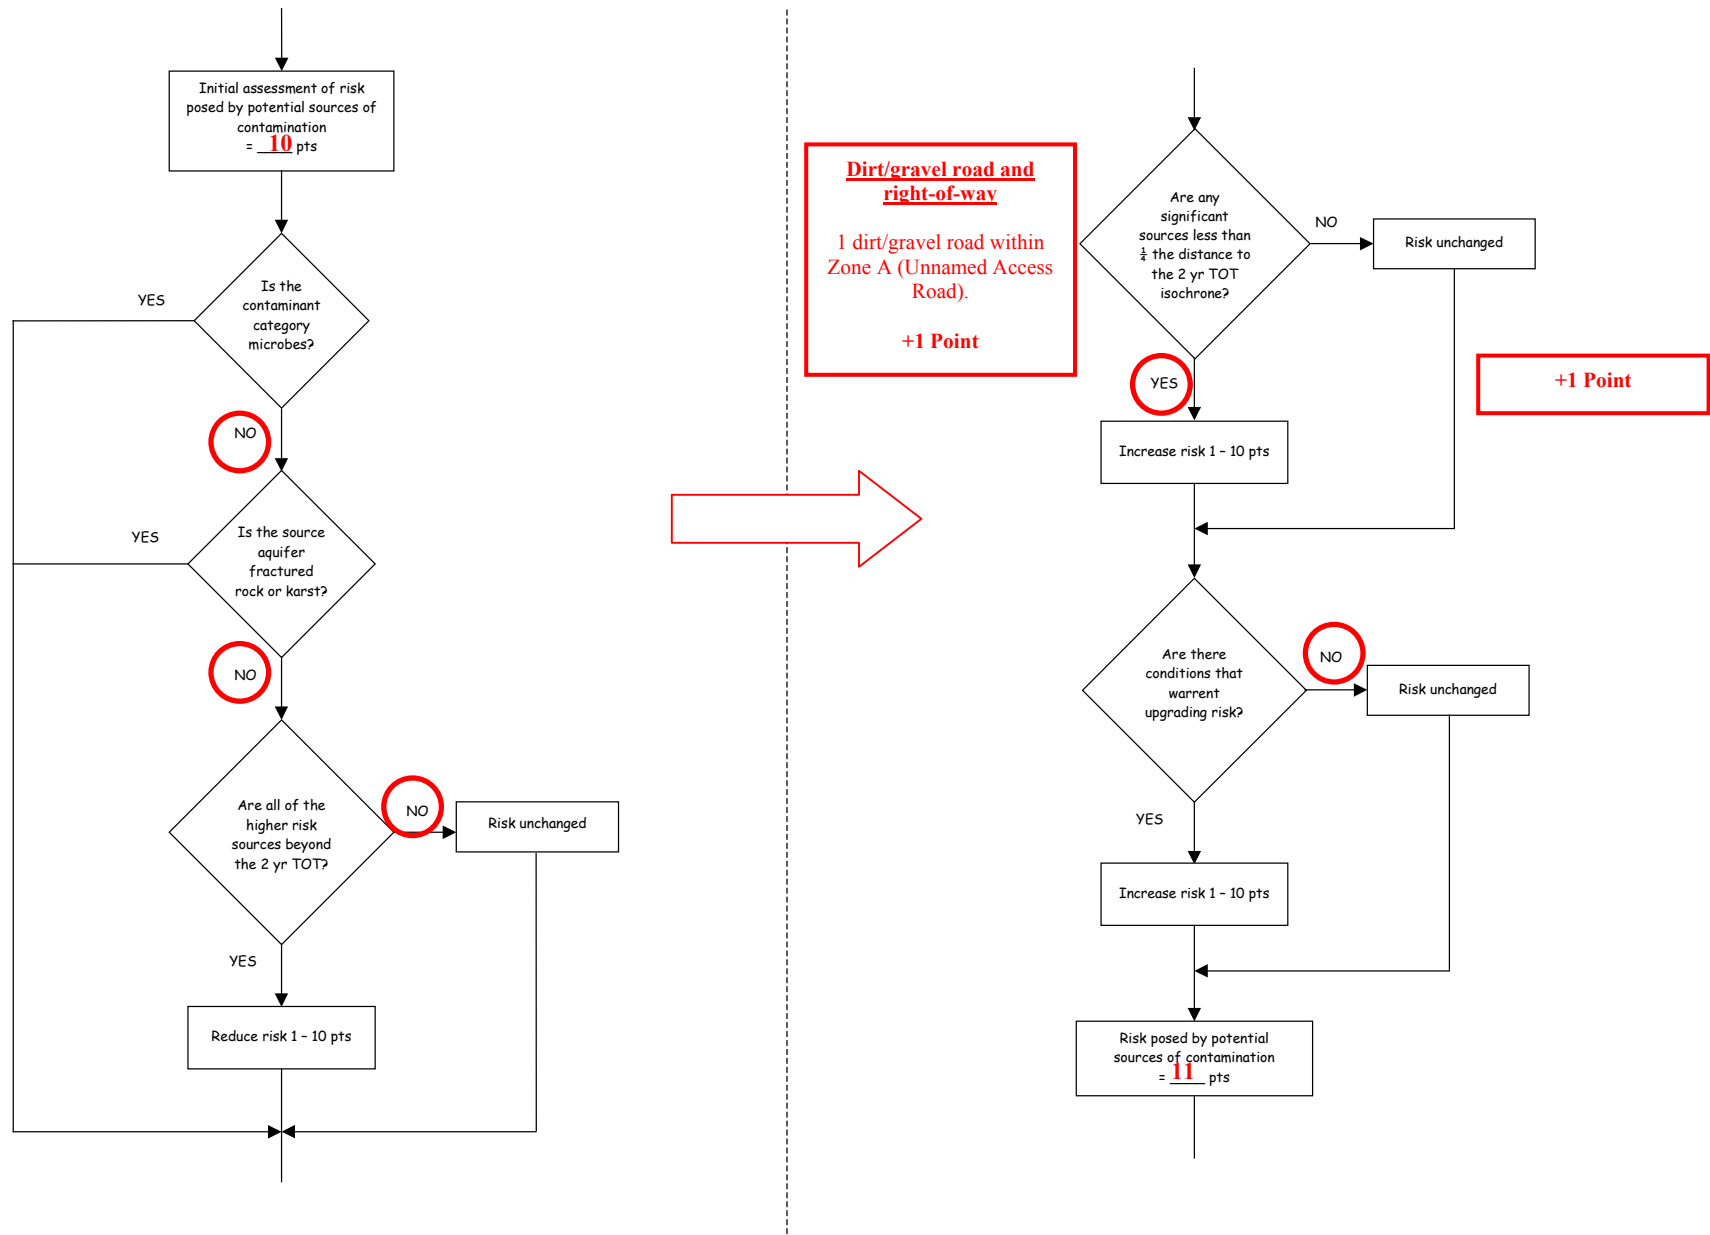 Initial assessment of risk
posed by potential sources of
contamination
= 10 pts
Is the
contaminant
category
microbes?
YES
NO
Is the source
aquifer
fractured
rock or karst?
YES
NO
Are all of the
higher risk
sources beyond
the 2 yr TOT?
NO
Risk unchanged
YES
Reduce risk 1 – 10 pts
Dirt/gravel road and
right-of-way
1 dirt/gravel road within
Zone A (Unnamed Access
Road).
+1 Point
Are any
significant
sources less than
¼ the distance to
the 2 yr TOT
isochrone?
NO
Risk unchanged
YES
+1 Point
Increase risk 1 – 10 pts
Are there
conditions that
warrent
upgrading risk?
NO
Risk unchanged
YES
Increase risk 1 – 10 pts
Risk posed by potential
sources of contamination
= 11 pts